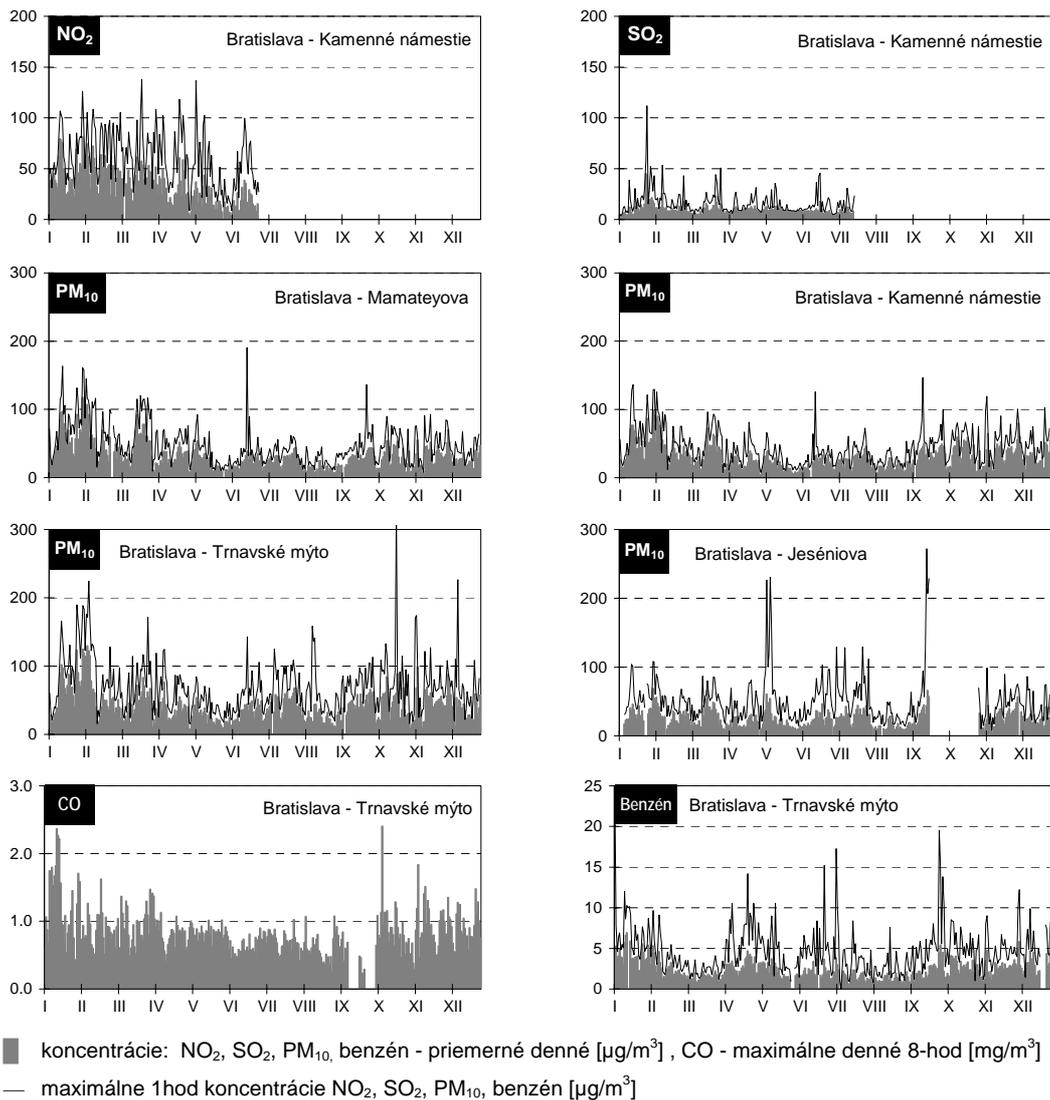 NO₂
Bratislava - Kamenné námestie
200
150
100
50
0
I II III IV V VI VII VIII IX X XI XII
SO₂
Bratislava - Kamenné námestie
200
150
100
50
0
I II III IV V VI VII VIII IX X XI XII
PM₁₀
Bratislava - Mamateyova
300
200
100
0
I II III IV V VI VII VIII IX X XI XII
PM₁₀
Bratislava - Kamenné námestie
300
200
100
0
I II III IV V VI VII VIII IX X XI XII
PM₁₀
Bratislava - Trnavské mýto
300
200
100
0
I II III IV V VI VII VIII IX X XI XII
PM₁₀
Bratislava - Jeséniova
300
200
100
0
I II III IV V VI VII VIII IX X XI XII
CO
Bratislava - Trnavské mýto
3.0
2.0
1.0
0.0
I II III IV V VI VII VIII IX X XI XII
Benzén
Bratislava - Trnavské mýto
25
20
15
10
5
0
I II III IV V VI VII VIII IX X XI XII
koncentrácie: NO₂, SO₂, PM₁₀, benzén - priemerné denné [µg/m³] , CO - maximálne denné 8-hod [mg/m³]
maximálne 1hod koncentrácie NO₂, SO₂, PM₁₀, benzén [µg/m³]